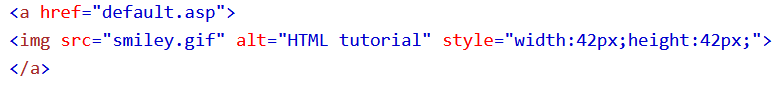 <a href="default.asp">
<img src="smiley.gif" alt="HTML tutorial" style="width:42px;height:42px;">
</a>